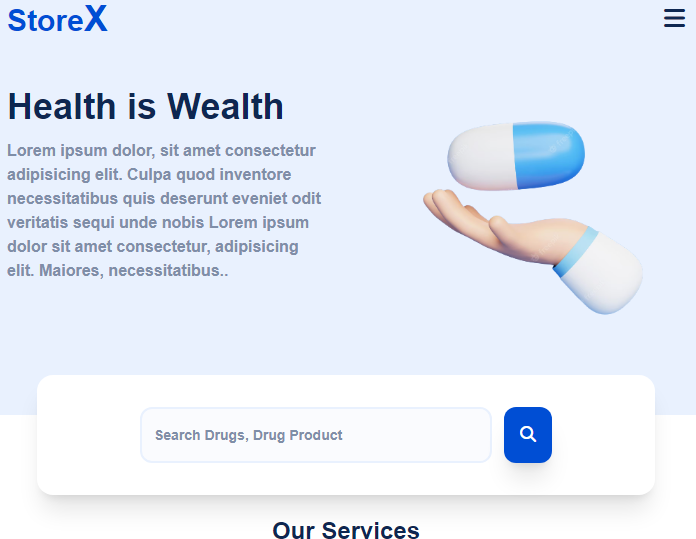 StoreX
Health is Wealth
Lorem ipsum dolor, sit amet consectetur
adipisicing elit. Culpa quod inventore
necessitatibus quis deserunt eveniet odit
veritatis sequi unde nobis Lorem ipsum
dolor sit amet consectetur, adipisicing
elit. Maiores, necessitatibus..
Search Drugs, Drug Product
Our Services